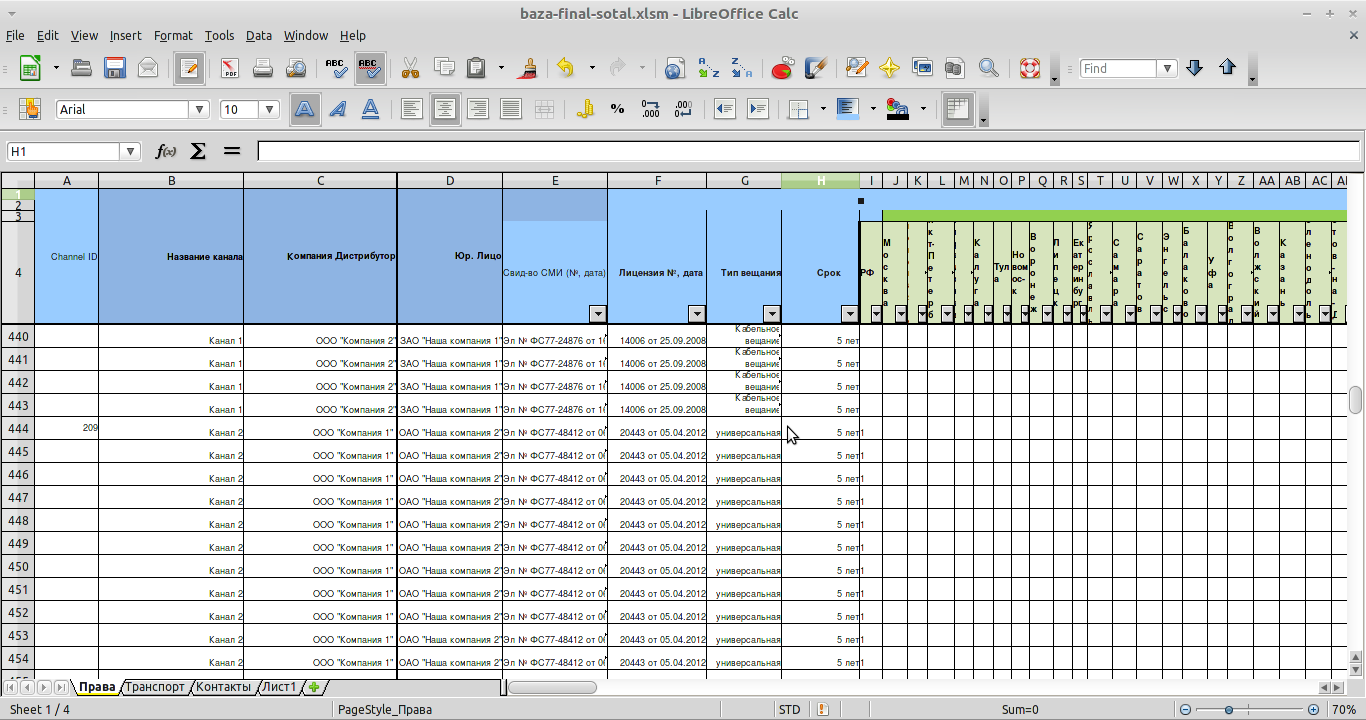 baza-final-sotal.xlsm - LibreOffice Calc
File Edit View Insert Format Tools Data Window Help
Find
Arial 10
H1
A B C D E F G H I J K L M N O P Q R S T U V W X Y Z AA AB AC
1
2
3
4 Channel ID Название канала Компания Дистрибутор Юр. Лицо Свид-во СМИ (№, дата) Лицензия №, дата Тип вещания Срок РФ Москва Калуга Тула Новомос-к Воронеж Липецк Екатеринбург Самара Саратов Энгельс Балаково Уфа Волжский Казань
440 Канал 1 ООО "Компания 2" ЗАО "Наша компания 1" Эл № ФС77-24876 от 14006 от 25.09.2008 Кабельное вещание 5 лет
441 Канал 1 ООО "Компания 2" ЗАО "Наша компания 1" Эл № ФС77-24876 от 14006 от 25.09.2008 Кабельное вещание 5 лет
442 Канал 1 ООО "Компания 2" ЗАО "Наша компания 1" Эл № ФС77-24876 от 14006 от 25.09.2008 Кабельное вещание 5 лет
443 Канал 1 ООО "Компания 2" ЗАО "Наша компания 1" Эл № ФС77-24876 от 14006 от 25.09.2008 Кабельное вещание 5 лет
444 209 Канал 2 ООО "Компания 1" ОАО "Наша компания 2" Эл № ФС77-48412 от 20443 от 05.04.2012 универсальная 5 лет 1
445 Канал 2 ООО "Компания 1" ОАО "Наша компания 2" Эл № ФС77-48412 от 20443 от 05.04.2012 универсальная 5 лет 1
446 Канал 2 ООО "Компания 1" ОАО "Наша компания 2" Эл № ФС77-48412 от 20443 от 05.04.2012 универсальная 5 лет 1
447 Канал 2 ООО "Компания 1" ОАО "Наша компания 2" Эл № ФС77-48412 от 20443 от 05.04.2012 универсальная 5 лет 1
448 Канал 2 ООО "Компания 1" ОАО "Наша компания 2" Эл № ФС77-48412 от 20443 от 05.04.2012 универсальная 5 лет 1
449 Канал 2 ООО "Компания 1" ОАО "Наша компания 2" Эл № ФС77-48412 от 20443 от 05.04.2012 универсальная 5 лет 1
450 Канал 2 ООО "Компания 1" ОАО "Наша компания 2" Эл № ФС77-48412 от 20443 от 05.04.2012 универсальная 5 лет 1
451 Канал 2 ООО "Компания 1" ОАО "Наша компания 2" Эл № ФС77-48412 от 20443 от 05.04.2012 универсальная 5 лет 1
452 Канал 2 ООО "Компания 1" ОАО "Наша компания 2" Эл № ФС77-48412 от 20443 от 05.04.2012 универсальная 5 лет 1
453 Канал 2 ООО "Компания 1" ОАО "Наша компания 2" Эл № ФС77-48412 от 20443 от 05.04.2012 универсальная 5 лет 1
454 Канал 2 ООО "Компания 1" ОАО "Наша компания 2" Эл № ФС77-48412 от 20443 от 05.04.2012 универсальная 5 лет 1
Права Транспорт Контакты Лист1
Sheet 1 / 4 PageStyle_Права STD Sum=0 70%